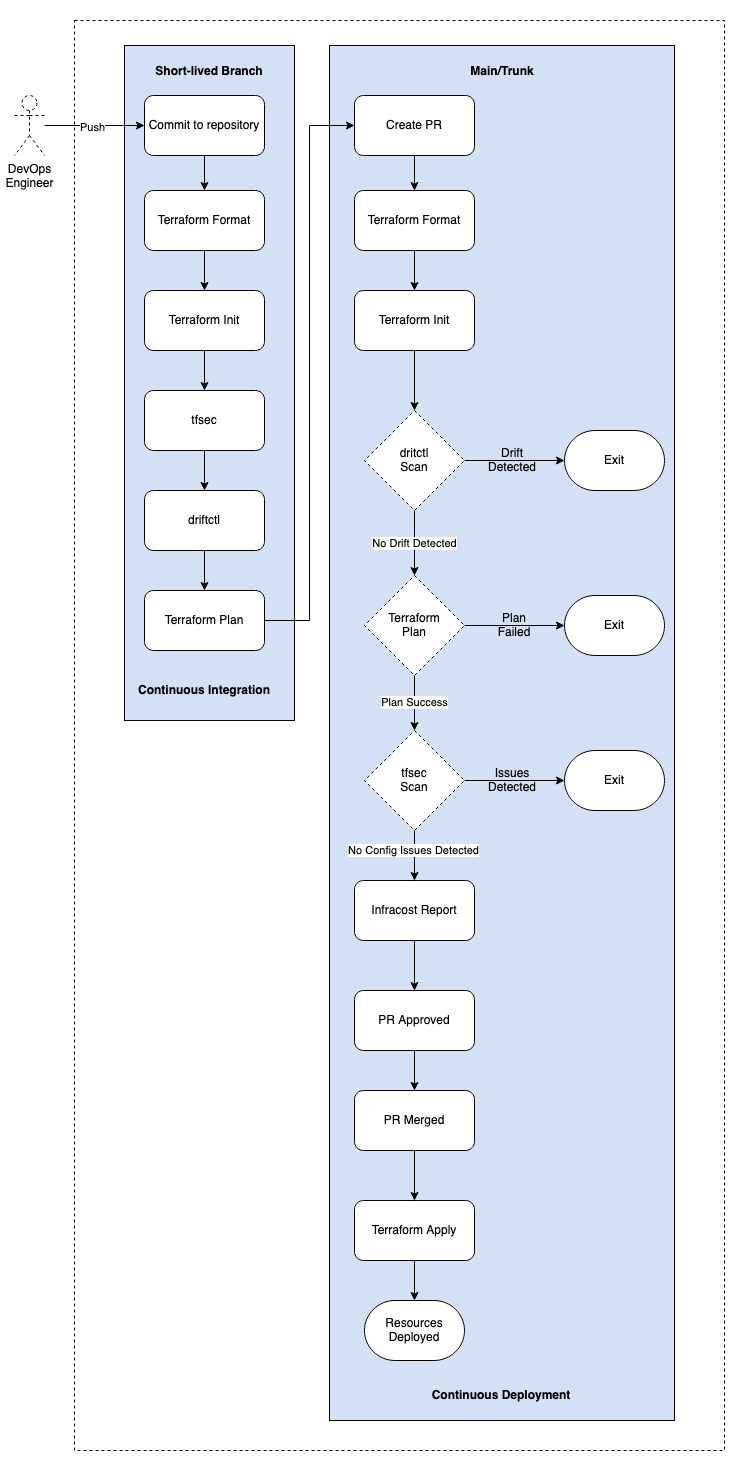 Short-lived Branch
Main/Trunk
Push
DevOps
Engineer
Commit to repository
Terraform Format
Terraform Init
tfsec
driftctl
Terraform Plan
Continuous Integration
Create PR
Terraform Format
Terraform Init
dritctl
Scan
Drift
Detected
Exit
No Drift Detected
Terraform
Plan
Plan
Failed
Exit
Plan Success
tfsec
Scan
Issues
Detected
Exit
No Config Issues Detected
Infracost Report
PR Approved
PR Merged
Terraform Apply
Resources
Deployed
Continuous Deployment